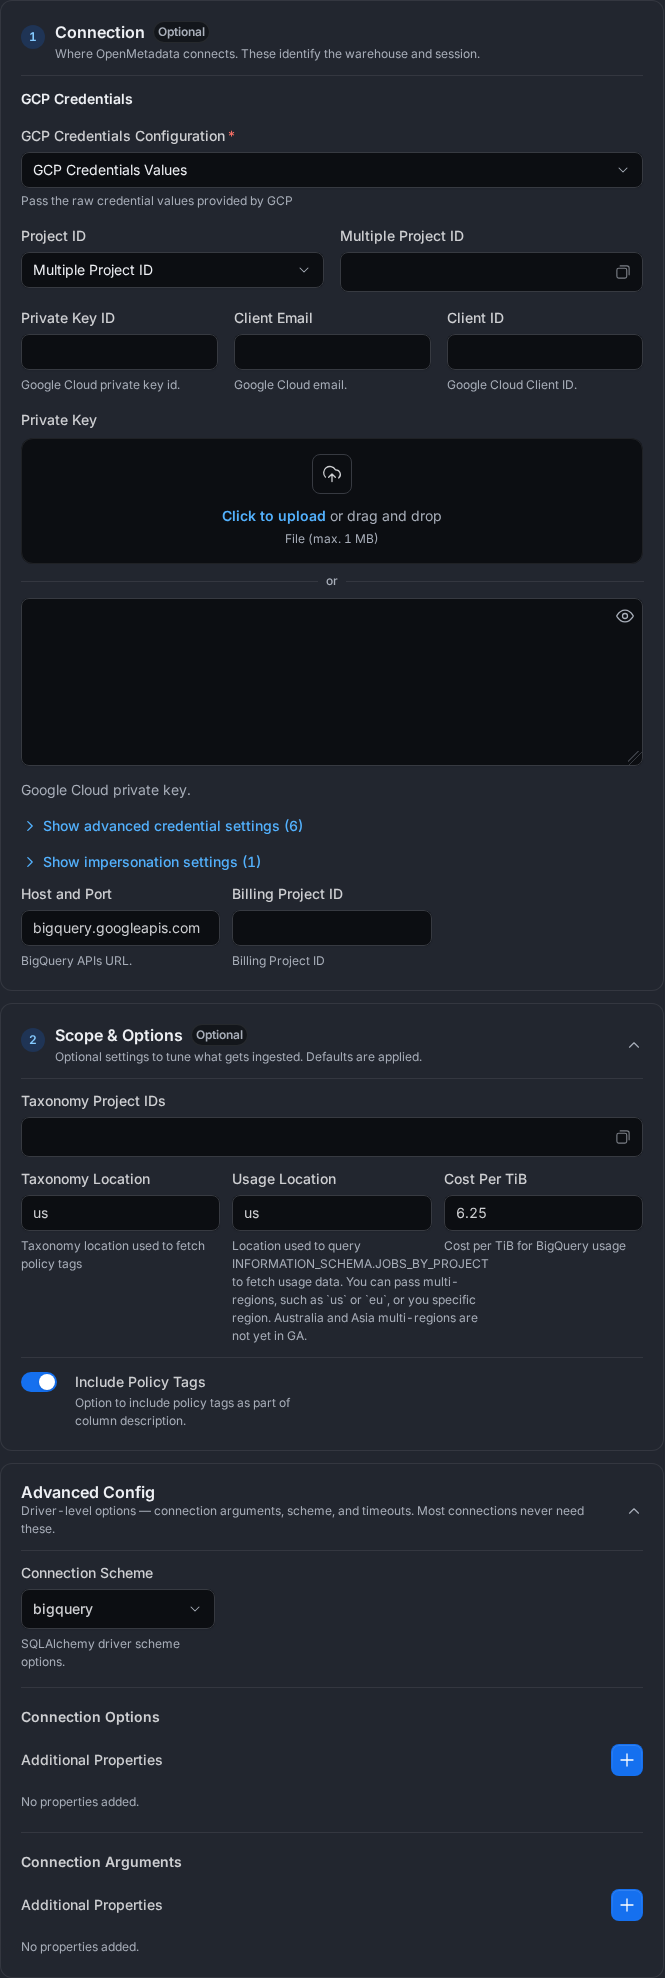 1
Connection Optional
Where OpenMetadata connects. These identify the warehouse and session.
GCP Credentials
GCP Credentials Configuration *
GCP Credentials Values
Pass the raw credential values provided by GCP
Project ID
Multiple Project ID
Multiple Project ID
Private Key ID
Client Email
Client ID
Google Cloud private key id.
Google Cloud email.
Google Cloud Client ID.
Private Key
Click to upload or drag and drop
File (max. 1 MB)
or
Google Cloud private key.
Show advanced credential settings (6)
Show impersonation settings (1)
Host and Port
bigquery.googleapis.com
BigQuery APIs URL.
Billing Project ID
Billing Project ID
2
Scope & Options Optional
Optional settings to tune what gets ingested. Defaults are applied.
Taxonomy Project IDs
Taxonomy Location
us
Taxonomy location used to fetch
policy tags
Usage Location
us
Location used to query
INFORMATION_SCHEMA.JOBS_BY_PROJECT
to fetch usage data. You can pass multi-
regions, such as `us` or `eu`, or you specific
region. Australia and Asia multi-regions are
not yet in GA.
Cost Per TiB
6.25
Cost per TiB for BigQuery usage
Include Policy Tags
Option to include policy tags as part of
column description.
Advanced Config
Driver-level options — connection arguments, scheme, and timeouts. Most connections never need
these.
Connection Scheme
bigquery
SQLAlchemy driver scheme
options.
Connection Options
Additional Properties
No properties added.
Connection Arguments
Additional Properties
No properties added.